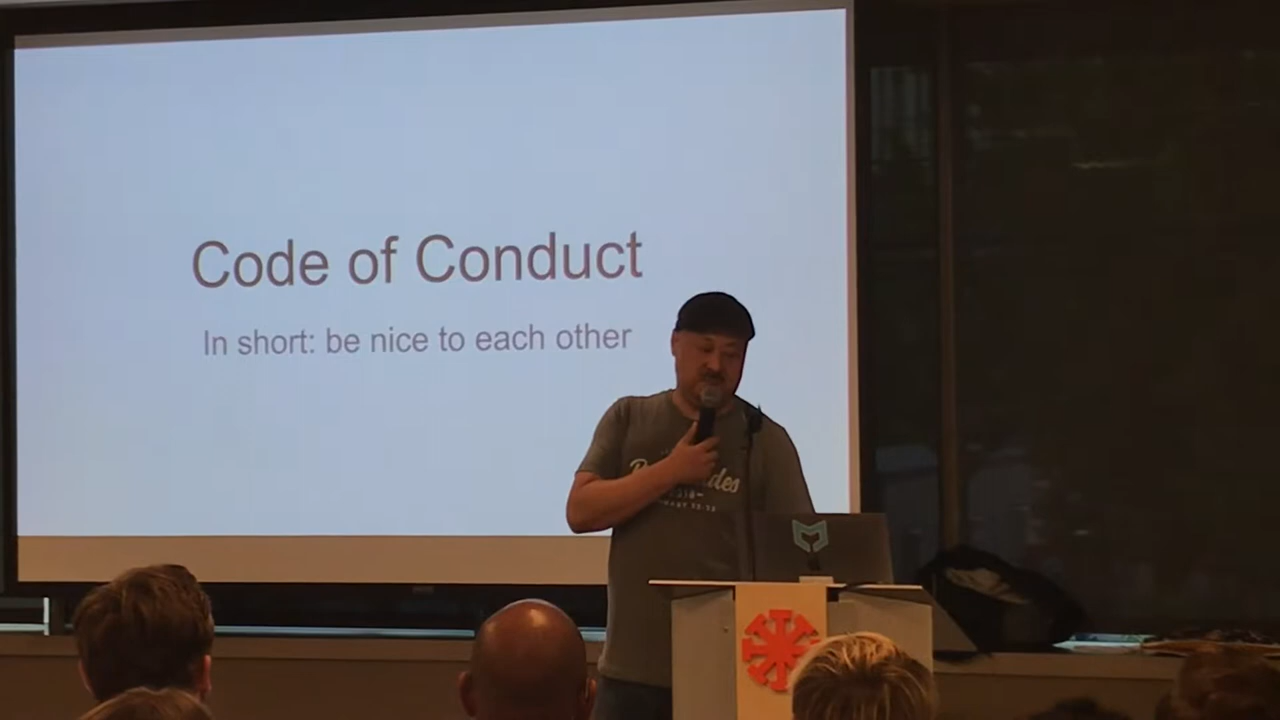 Code of Conduct
In short: be nice to each other